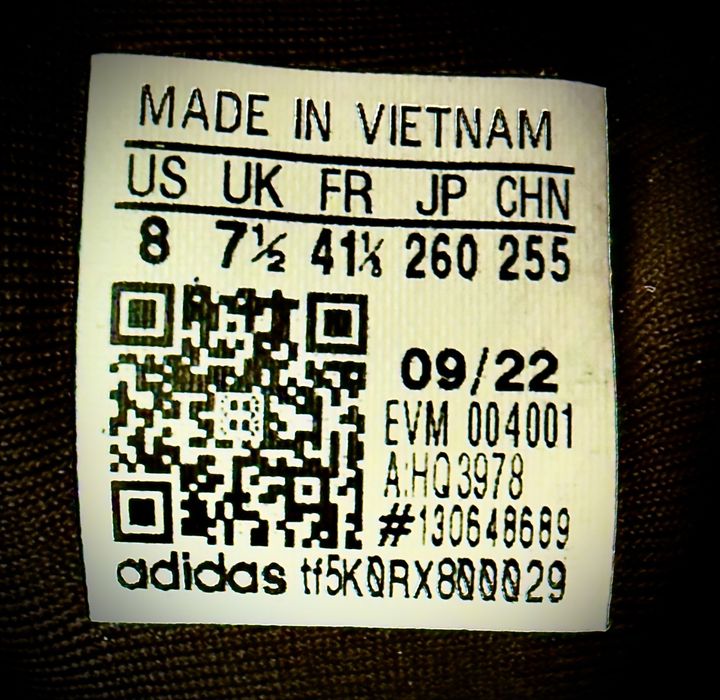 MADE IN VIETNAM
US UK FR JP CHN
8 7½ 41⅓ 260 255
09/22
EVM 004001
A:HQ3978
#130648689
adidas tf5K0RX800029